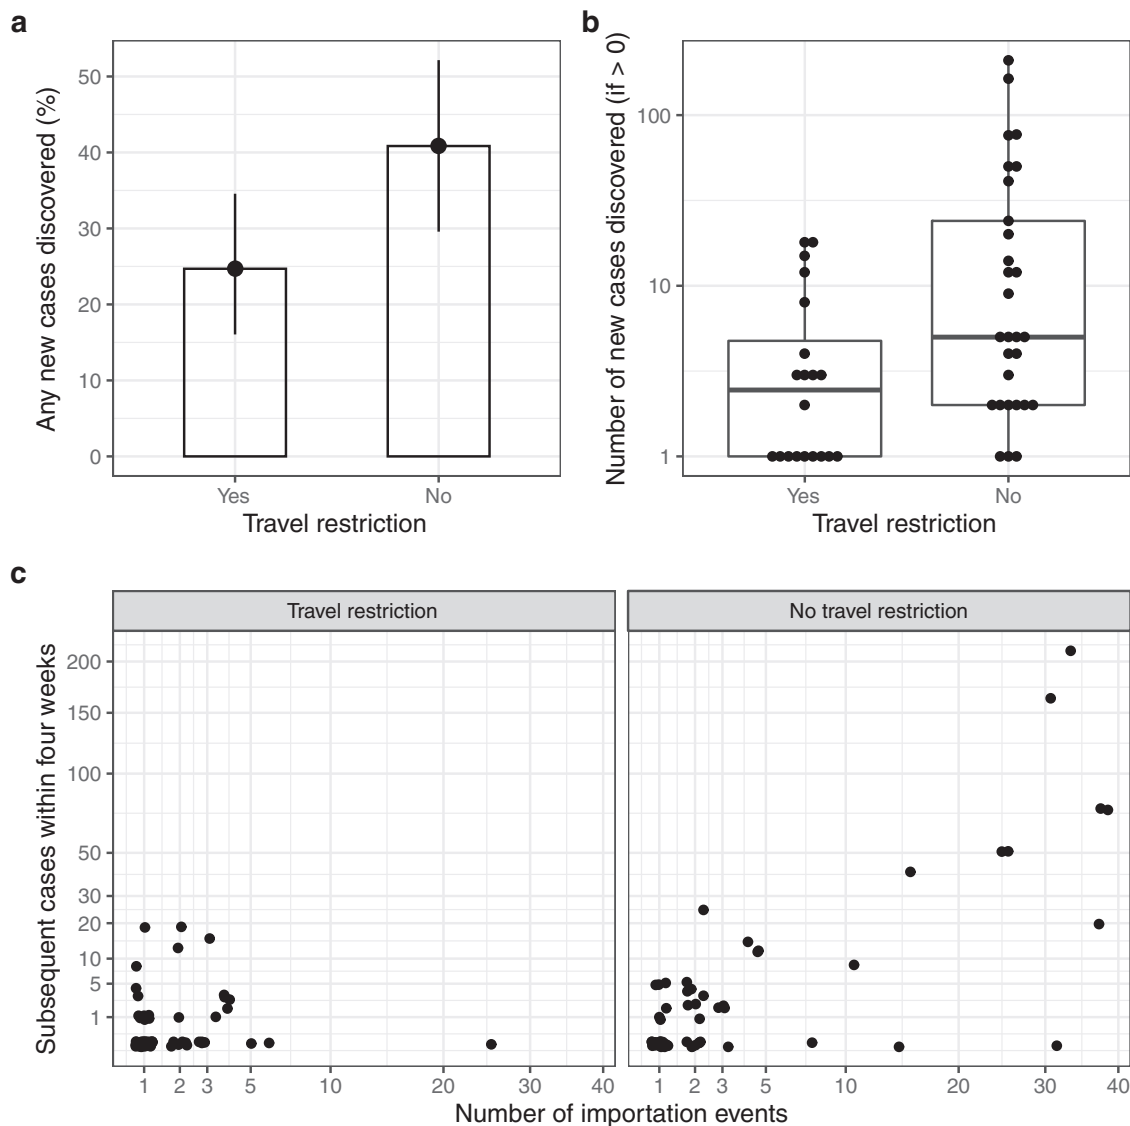 a
Any new cases discovered (%)
50
40
30
20
10
0
Yes
No
Travel restriction
b
Number of new cases discovered (if > 0)
100
10
1
Yes
No
Travel restriction
c
Travel restriction
No travel restriction
Subsequent cases within four weeks
200
150
100
50
30
20
10
5
1
1 2 3 5 10 20 30 40
1 2 3 5 10 20 30 40
Number of importation events